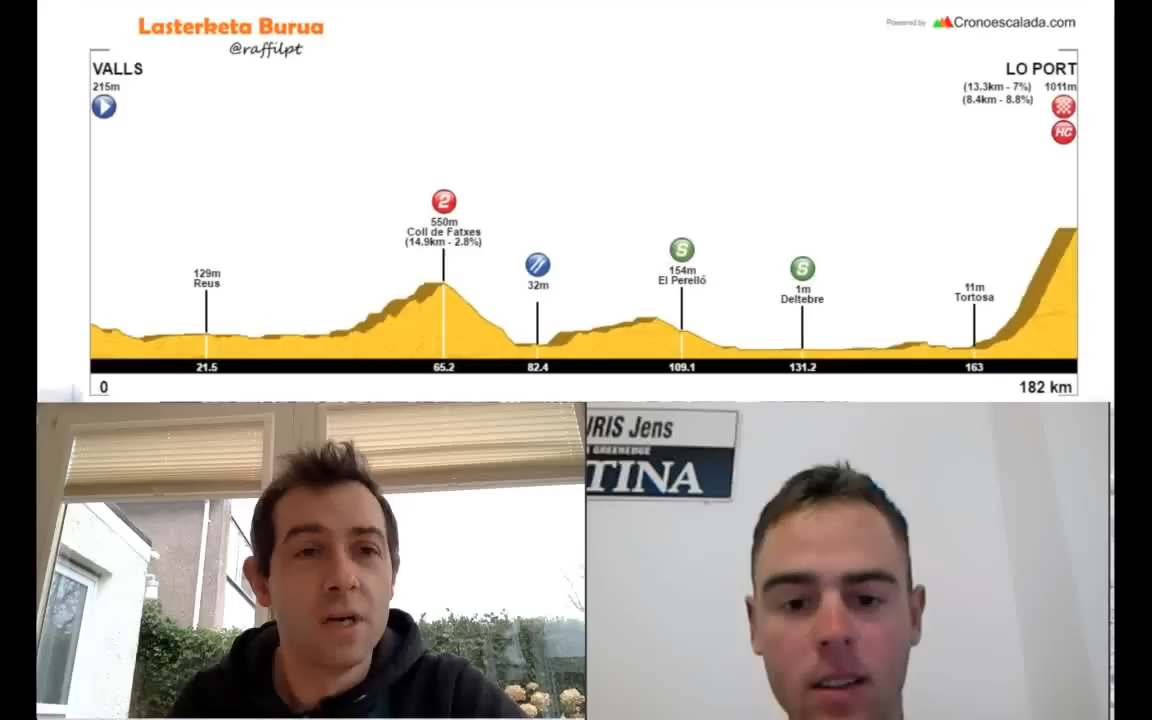 Lasterketa Burua
@raffilpt
Powered by Cronoescalada.com
VALLS
215m
LO PORT
(13.3km - 7%) 1011m
(8.4km - 8.8%)
HC
2
550m
Coll de Fatxes
(14.9km - 2.8%)
129m
Reus
32m
S
154m
El Perelló
S
1m
Deltebre
11m
Tortosa
21.5
65.2
82.4
109.1
131.2
163
0
182 km
RIS Jens
GREENEDGE
TINA